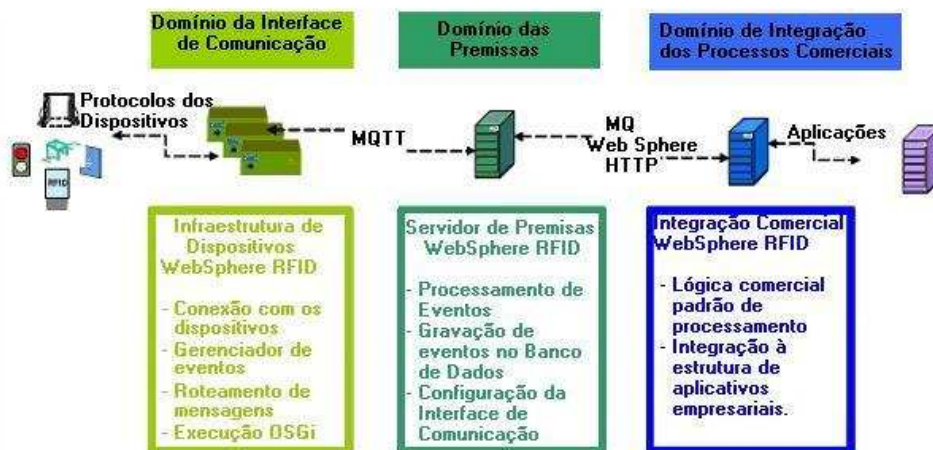 Domínio da Interface
de Comunicação
Domínio das
Premissas
Domínio de Integração
dos Processos Comerciais
Protocolos dos
Dispositivos
RFID
MQTT
MQ
Web Sphere
HTTP
Aplicações
Infraestrutura de
Dispositivos
WebSphere RFID
- Conexão com os
dispositivos
- Gerenciador de
eventos
- Roteamento de
mensagens
- Execução OSGi
Servidor de Premisas
WebSphere RFID
- Processamento de
Eventos
- Gravação de
eventos no Banco
de Dados
- Configuração da
Interface de
Comunicação
Integração Comercial
WebSphere RFID
- Lógica comercial
padrão de
processamento
- Integração à
estrutura de
aplicativos
empresariais.